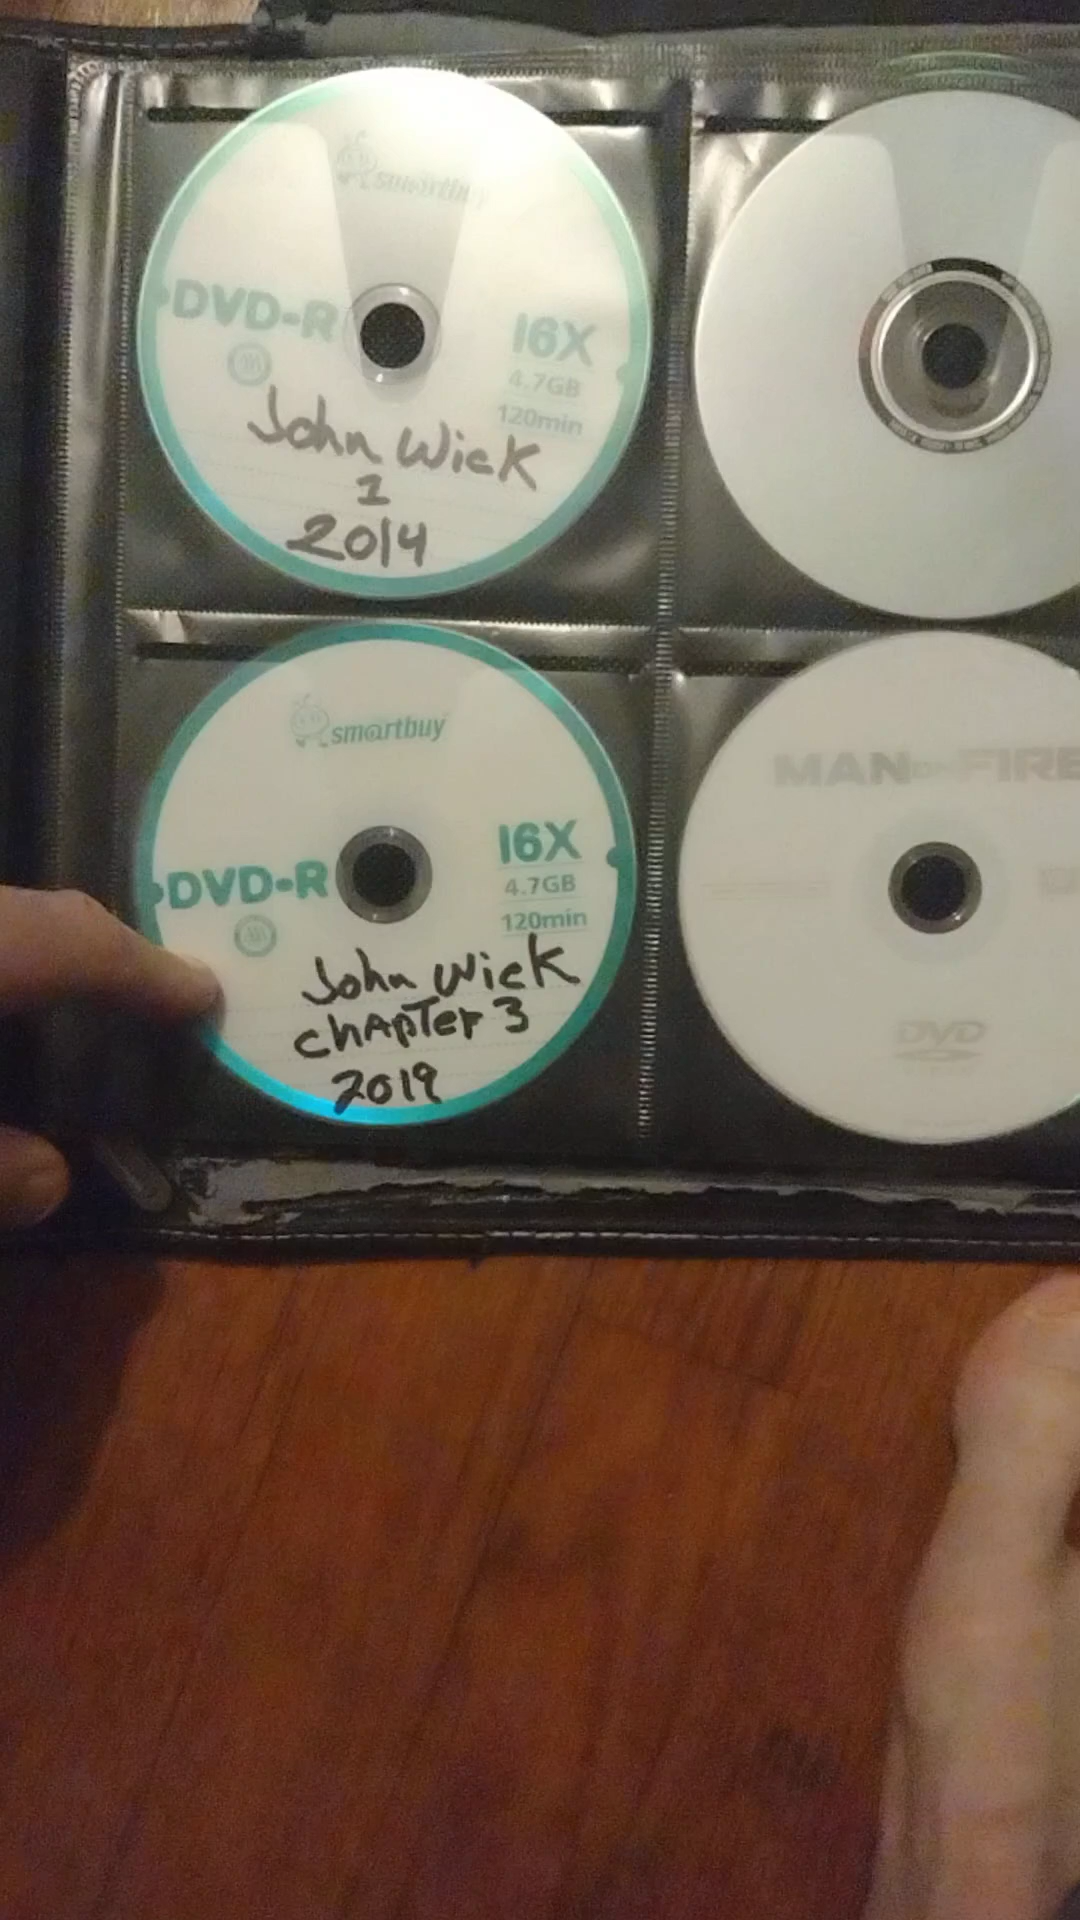 smartbuy
DVD-R
16X
4.7GB
120min
John Wick
1
2014
smartbuy
DVD-R
16X
4.7GB
120min
John Wick
chApTer 3
2019
MAN ON FIRE
DVD